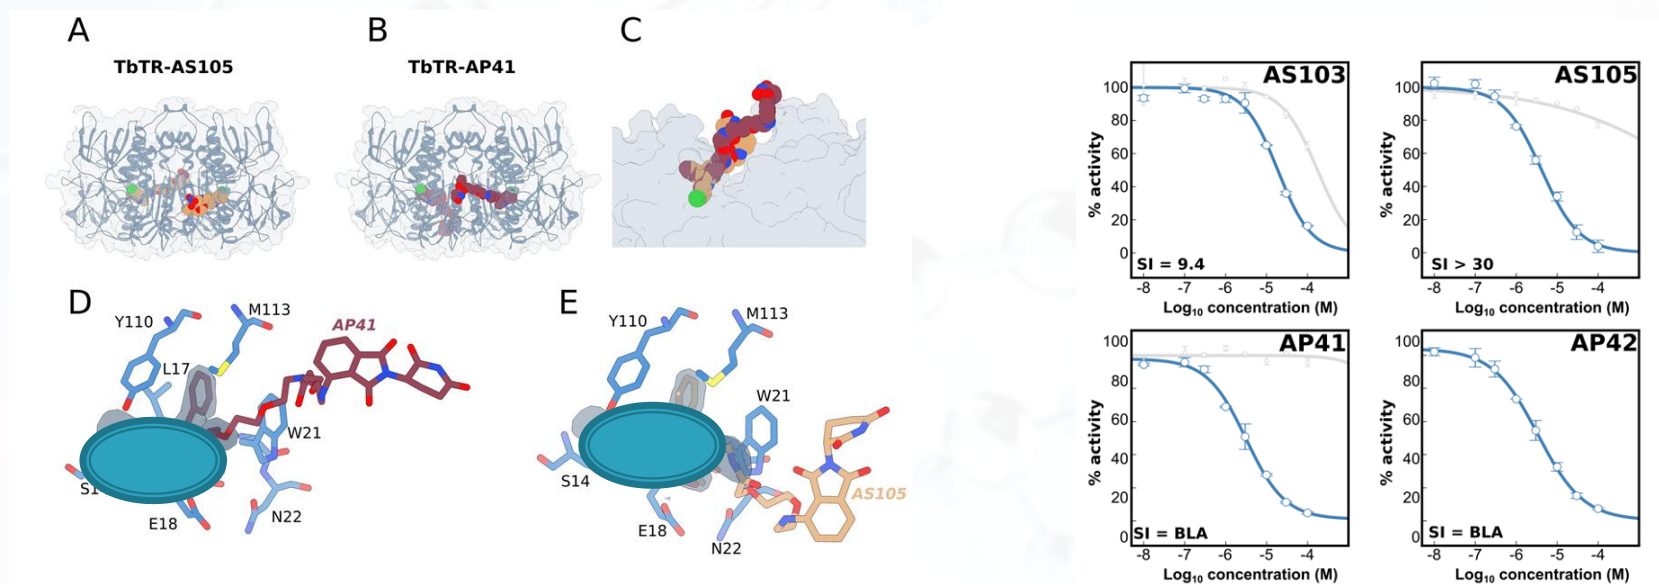 A
TbTR-AS105
B
TbTR-AP41
C
D
Y110
M113
AP41
L17
W21
S1
E18
N22
E
Y110
M113
W21
S14
AS105
E18
N22
AS103
100
80
60
40
20
0
% activity
SI = 9.4
-8 -7 -6 -5 -4
Log₁₀ concentration (M)
AS105
100
80
60
40
20
0
% activity
SI > 30
-8 -7 -6 -5 -4
Log₁₀ concentration (M)
AP41
100
80
60
40
20
0
% activity
SI = BLA
-8 -7 -6 -5 -4
Log₁₀ concentration (M)
AP42
100
80
60
40
20
0
% activity
SI = BLA
-8 -7 -6 -5 -4
Log₁₀ concentration (M)